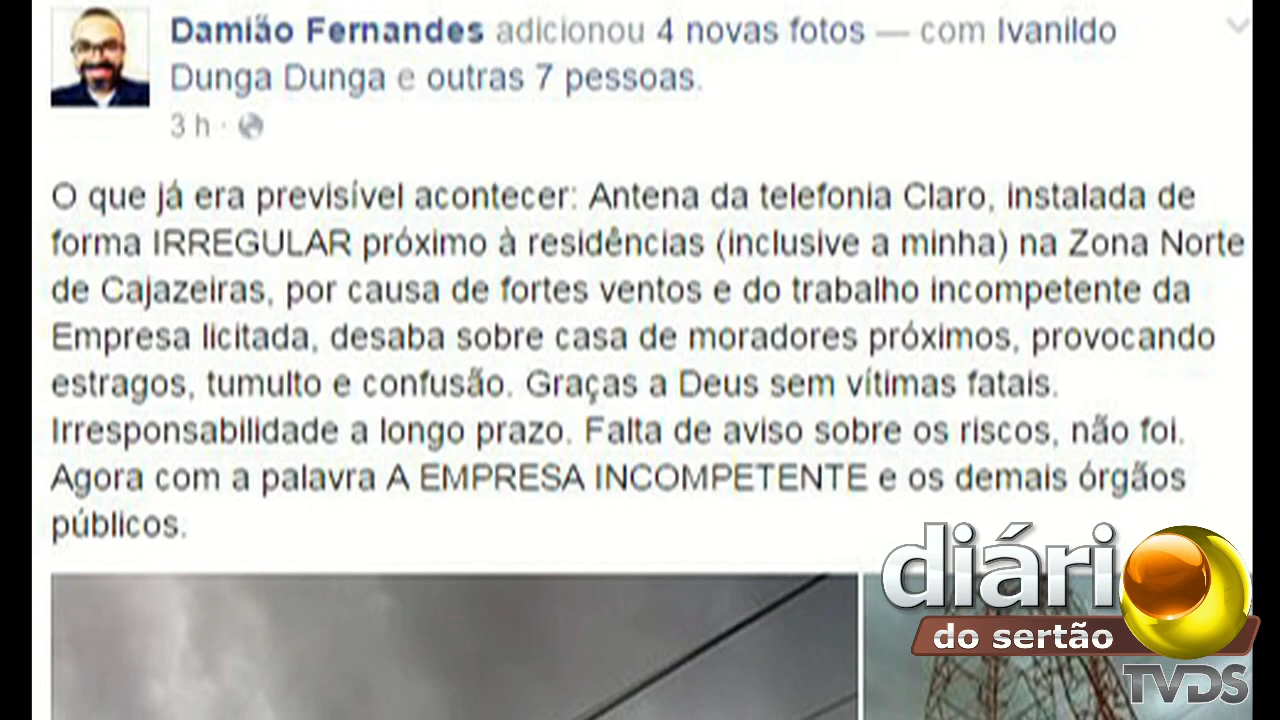 Damião Fernandes adicionou 4 novas fotos — com Ivanildo
Dunga Dunga e outras 7 pessoas.
3 h ·
O que já era previsível acontecer: Antena da telefonia Claro, instalada de
forma IRREGULAR próximo à residências (inclusive a minha) na Zona Norte
de Cajazeiras, por causa de fortes ventos e do trabalho incompetente da
Empresa licitada, desaba sobre casa de moradores próximos, provocando
estragos, tumulto e confusão. Graças a Deus sem vítimas fatais.
Irresponsabilidade a longo prazo. Falta de aviso sobre os riscos, não foi.
Agora com a palavra A EMPRESA INCOMPETENTE e os demais órgãos
públicos.
diário
do sertão
TVDS